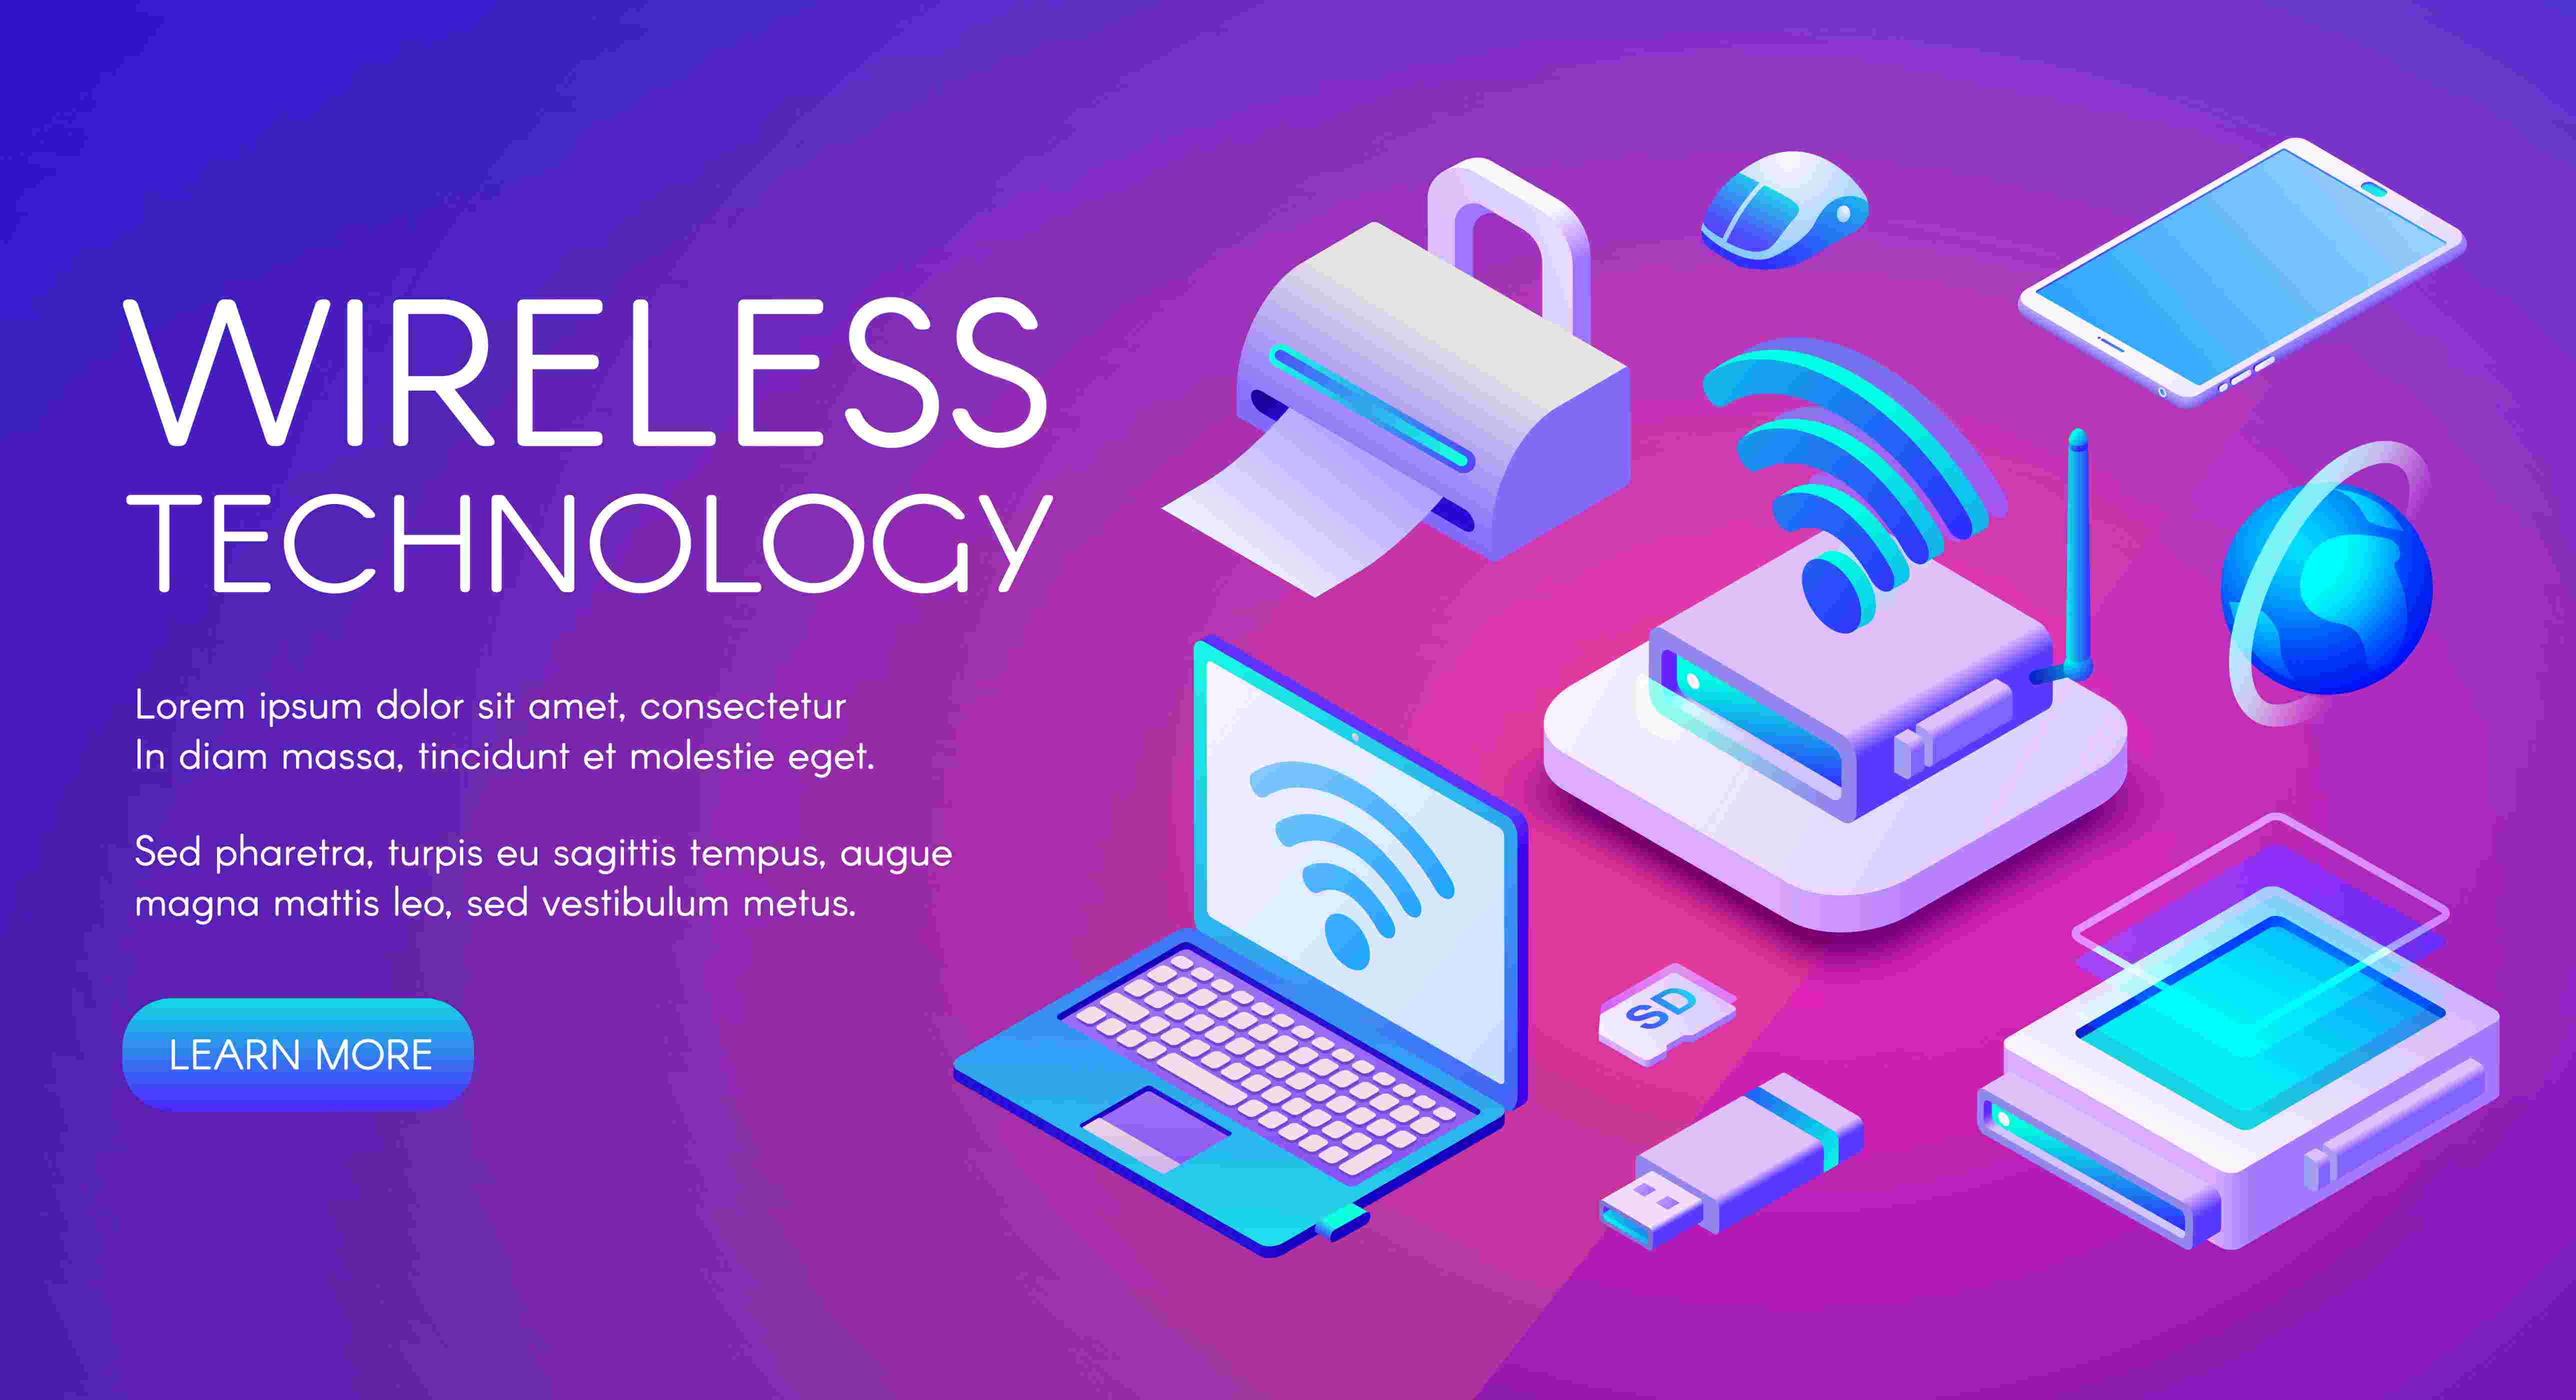 WIRELESS
TECHNOLOGY
Lorem ipsum dolor sit amet, consectetur
In diam massa, tincidunt et molestie eget.
Sed pharetra, turpis eu sagittis tempus, augue
magna mattis leo, sed vestibulum metus.
LEARN MORE
SD